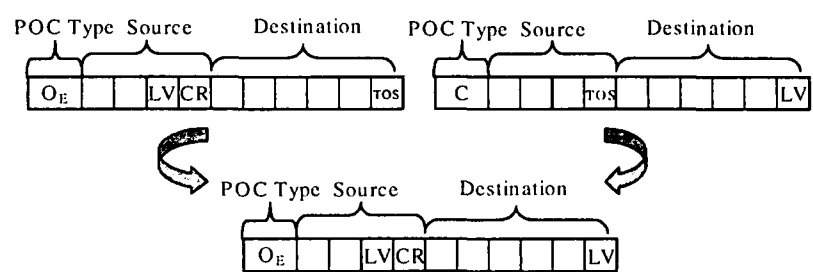 POC Type Source Destination POC Type Source Destination
O_E LV CR TOS C TOS LV
POC Type Source Destination
O_E LV CR LV